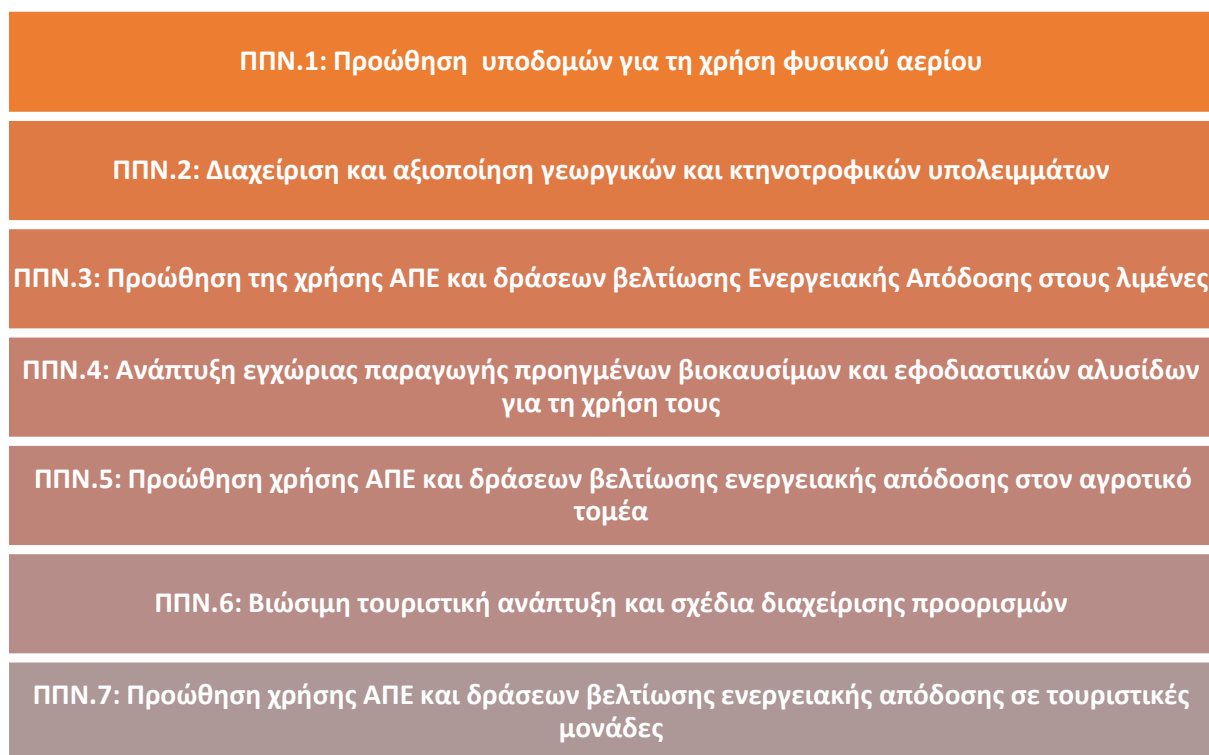 ΠΠΝ.1: Προώθηση  υποδομών για τη χρήση φυσικού αερίου
ΠΠΝ.2: Διαχείριση και αξιοποίηση γεωργικών και κτηνοτροφικών υπολειμμάτων
ΠΠΝ.3: Προώθηση της χρήσης ΑΠΕ και δράσεων βελτίωσης Ενεργειακής Απόδοσης στους λιμένες
ΠΠΝ.4: Ανάπτυξη εγχώριας παραγωγής προηγμένων βιοκαυσίμων και εφοδιαστικών αλυσίδων
για τη χρήση τους
ΠΠΝ.5: Προώθηση χρήσης ΑΠΕ και δράσεων βελτίωσης ενεργειακής απόδοσης στον αγροτικό
τομέα
ΠΠΝ.6: Βιώσιμη τουριστική ανάπτυξη και σχέδια διαχείρισης προορισμών
ΠΠΝ.7: Προώθηση χρήσης ΑΠΕ και δράσεων βελτίωσης ενεργειακής απόδοσης σε τουριστικές
μονάδες